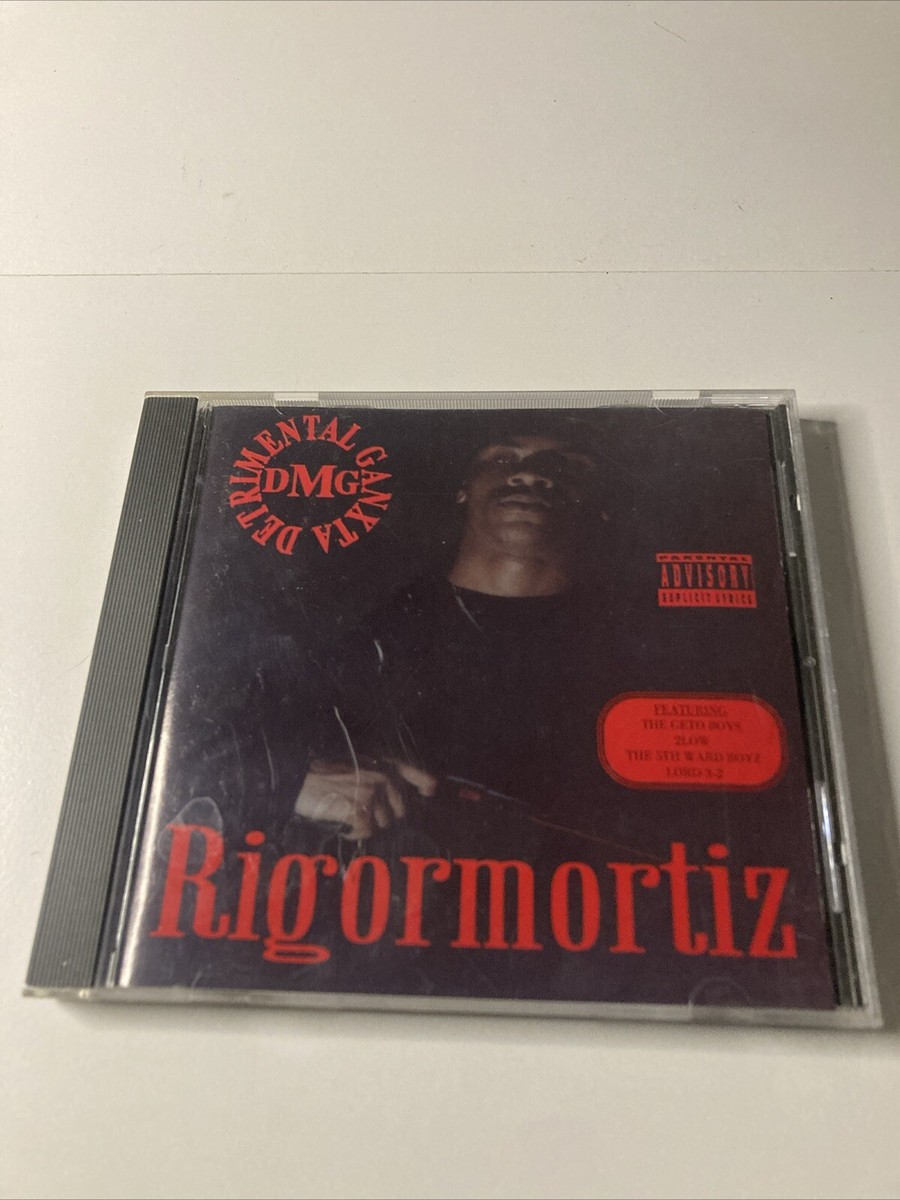 DETRIMENTAL GANXTA
DMG
PARENTAL
ADVISORY
EXPLICIT LYRICS
FEATURING
THE GETO BOYS
2LOW
THE 5TH WARD BOYZ
LORD 3-2
Rigormortiz